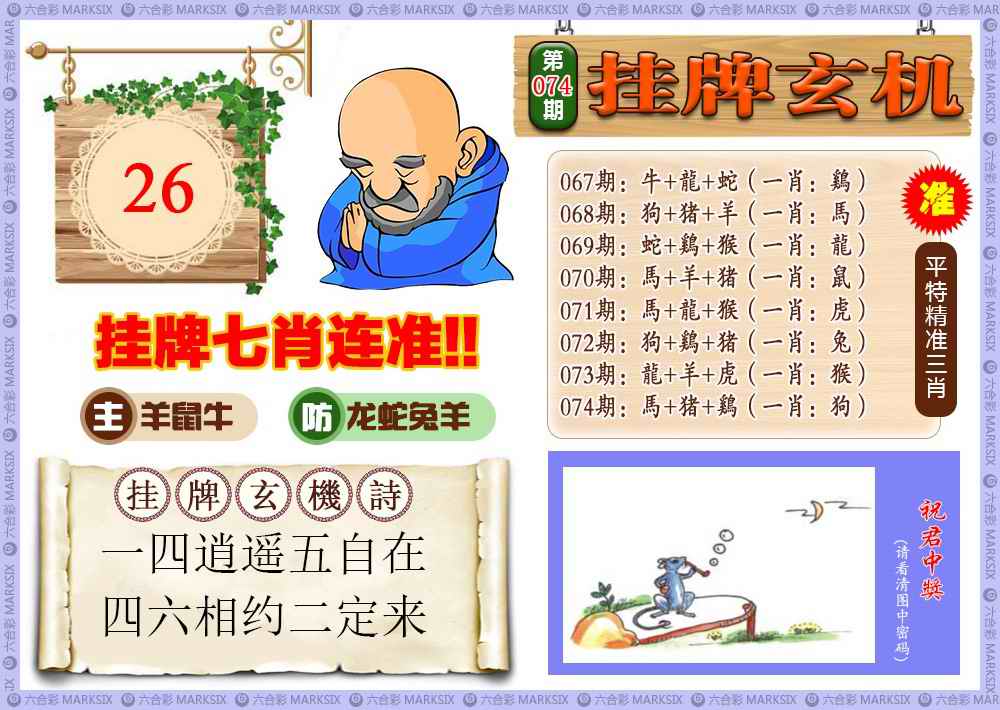 六合彩 MARKSIX
第074期
挂牌玄机
26
067期：牛+龍+蛇（一肖：鷄）
068期：狗+猪+羊（一肖：馬）
069期：蛇+鷄+猴（一肖：龍）
070期：馬+羊+猪（一肖：鼠）
071期：馬+龍+猴（一肖：虎）
072期：狗+鷄+猪（一肖：兔）
073期：龍+羊+虎（一肖：猴）
074期：馬+猪+鷄（一肖：狗）
准
平特精准三肖
挂牌七肖连准!!
主 羊鼠牛
防 龙蛇兔羊
挂牌玄機詩
一四逍遥五自在
四六相约二定来
祝君中獎
（请看清图中密码）